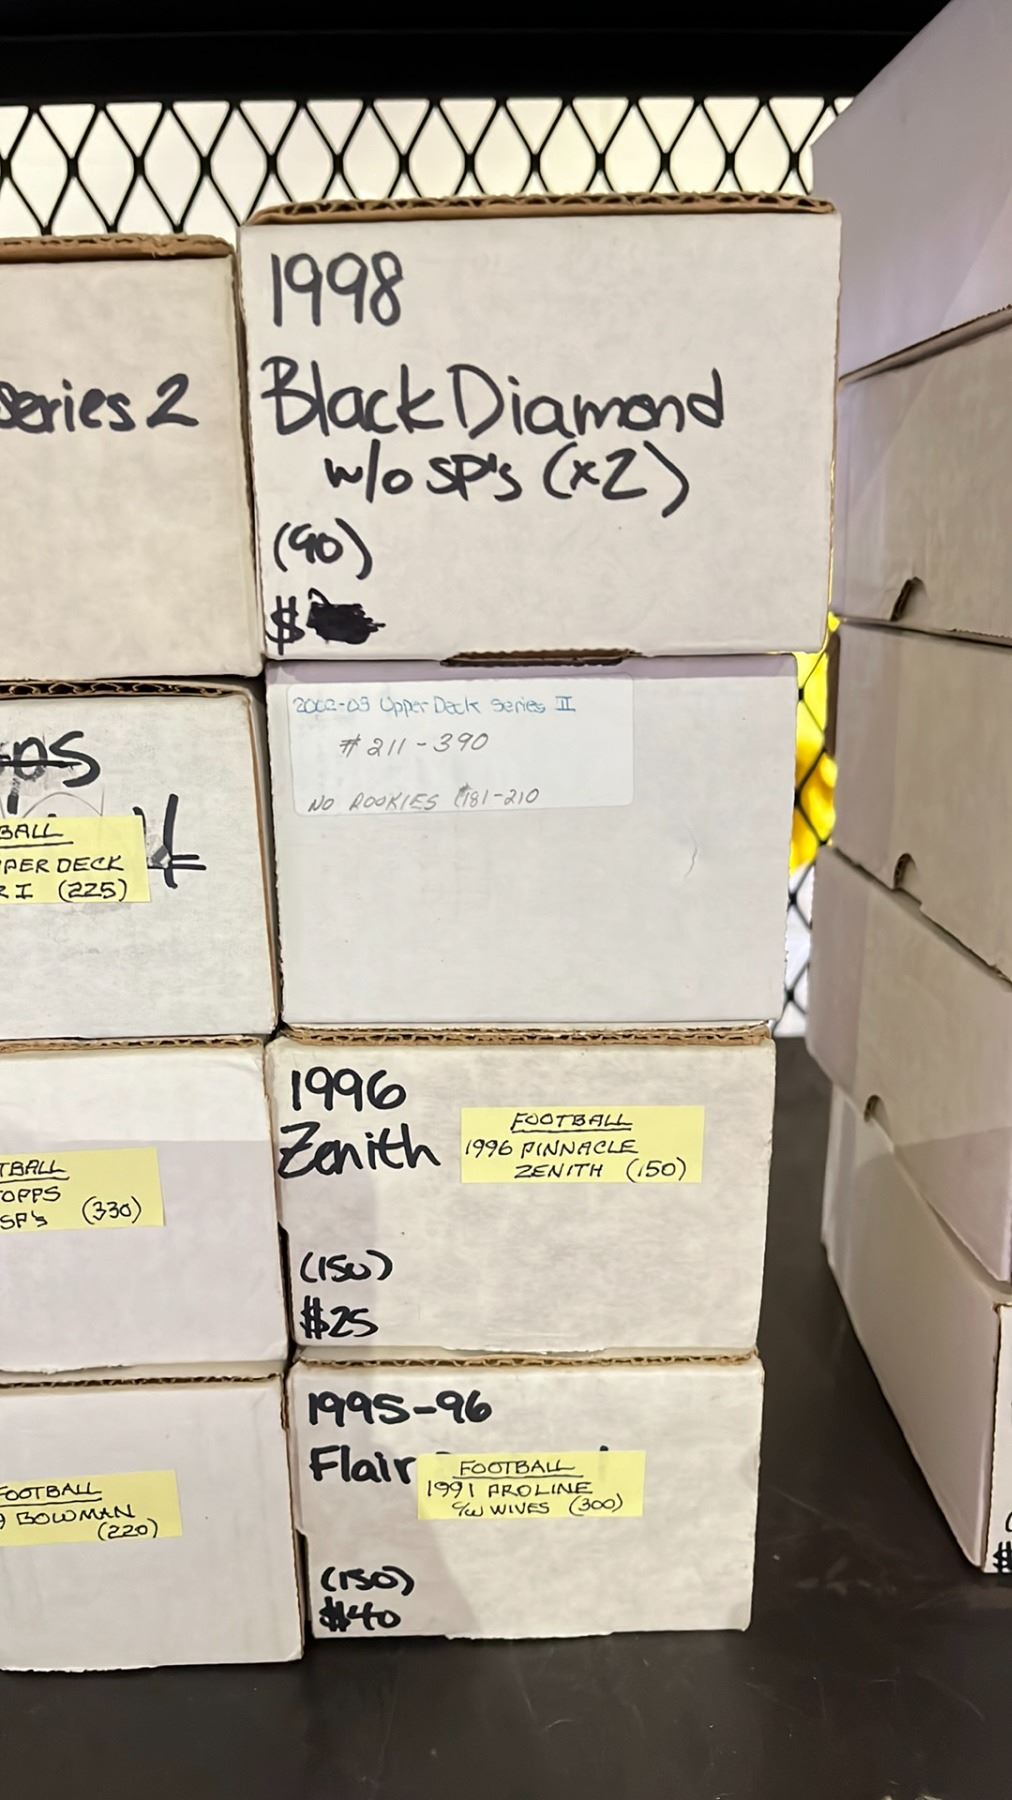 Series 2
1998
Black Diamond
w/o SP's (x2)
(90)
$
2002-03 Upper Deck Series II
# 211-390
NO ROOKIES (181-210
BALL
PER DECK
R I (225)
1996
Zenith
(150)
$25
FOOTBALL
1996 PINNACLE
ZENITH (150)
TBALL
OPPS
SP's (330)
1995-96
Flair
(150)
$40
FOOTBALL
1991 PROLINE
c/w WIVES (300)
FOOTBALL
9 BOWMAN
(220)